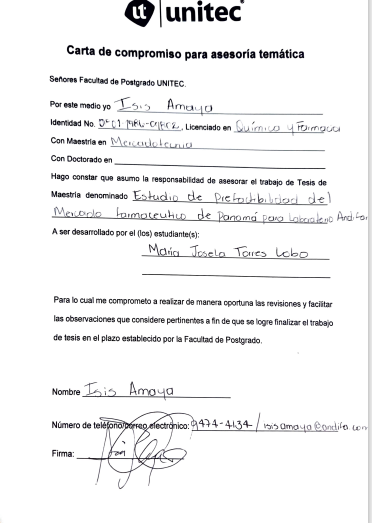 unitec
Carta de compromiso para asesoría temática
Señores Facultad de Postgrado UNITEC.
Por este medio yo Isis Amaya
Identidad No. Licenciado en Química y Farmacia
Con Maestría en Mercadotecnia
Con Doctorado en
Hago constar que asumo la responsabilidad de asesorar el trabajo de Tesis de
Maestría denominado Estudio de Prefactibilidad del
Mercado farmaceutico de Panamá para Laboratorio Andifar
A ser desarrollado por el (los) estudiante(s):
María Josela Torres Lobo
Para lo cual me comprometo a realizar de manera oportuna las revisiones y facilitar
las observaciones que considere pertinentes a fin de que se logre finalizar el trabajo
de tesis en el plazo establecido por la Facultad de Postgrado.
Nombre Isis Amaya
Número de teléfono/correo electrónico: 9474-4134 /
Firma: